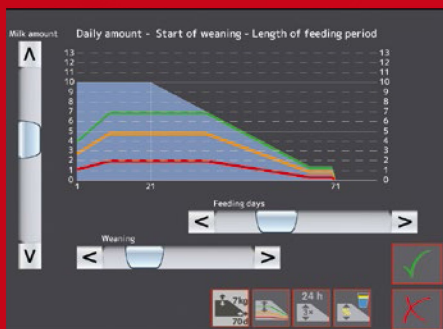 Milk amount
Daily amount - Start of weaning - Length of feeding period
13 13
12 12
11 11
10 10
9 9
8 8
7 7
6 6
5 5
4 4
3 3
2 2
1 1
0 0
1 21 71
Feeding days
Weaning
7kg
70d
24 h
3×